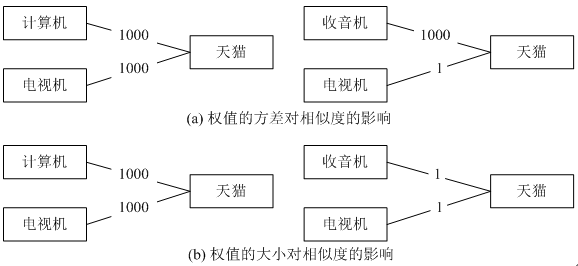 计算机 收音机
1000 1000
天猫 天猫
1000 1
电视机 电视机
(a) 权值的方差对相似度的影响
计算机 收音机
1000 1
天猫 天猫
1000 1
电视机 电视机
(b) 权值的大小对相似度的影响